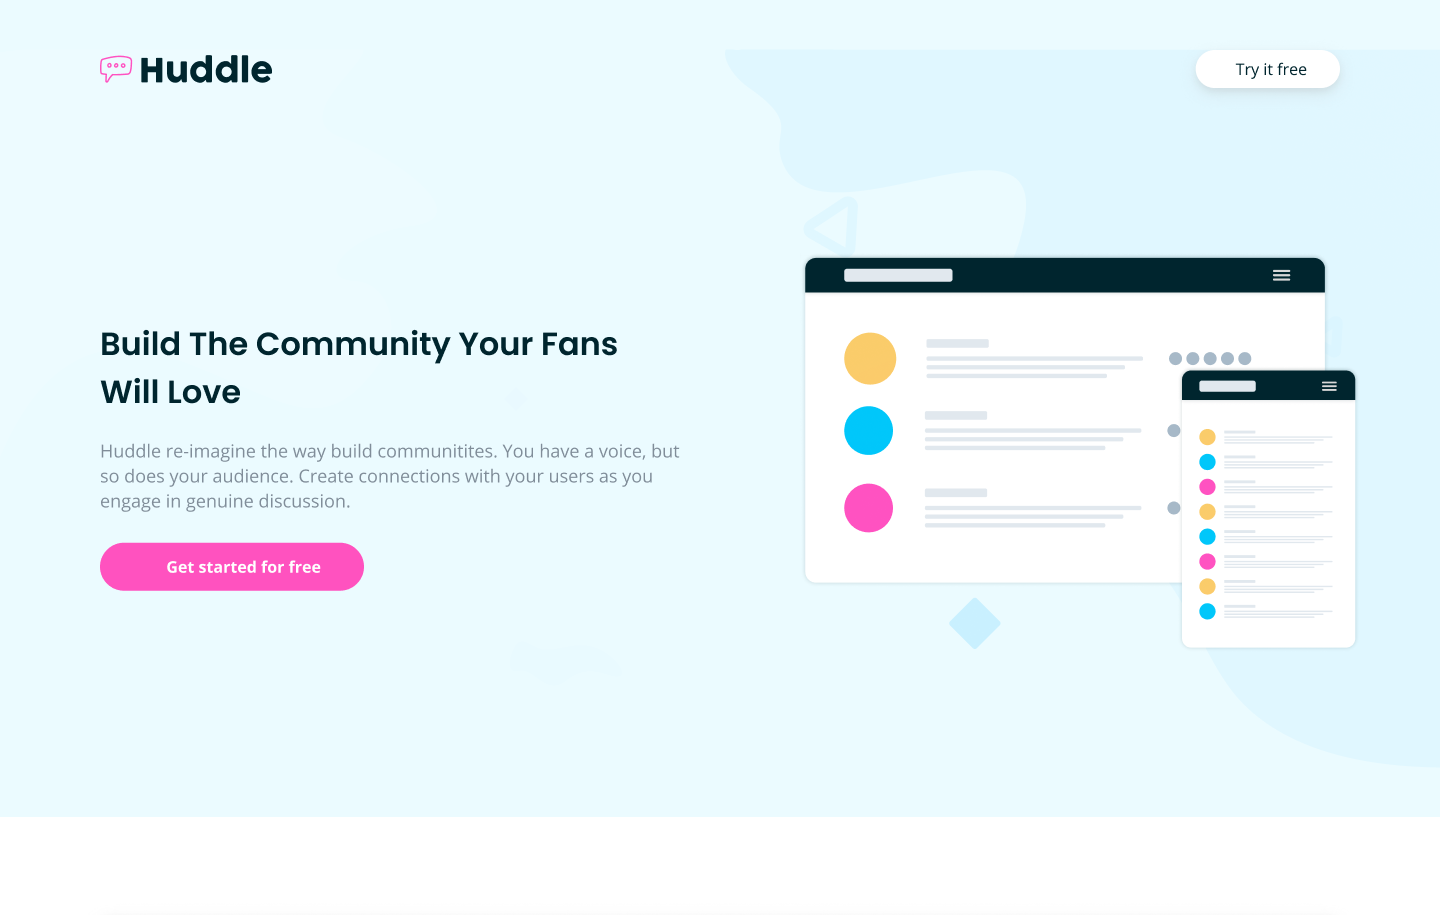 Huddle
Try it free
Build The Community Your Fans
Will Love
Huddle re-imagine the way build communitites. You have a voice, but
so does your audience. Create connections with your users as you
engage in genuine discussion.
Get started for free